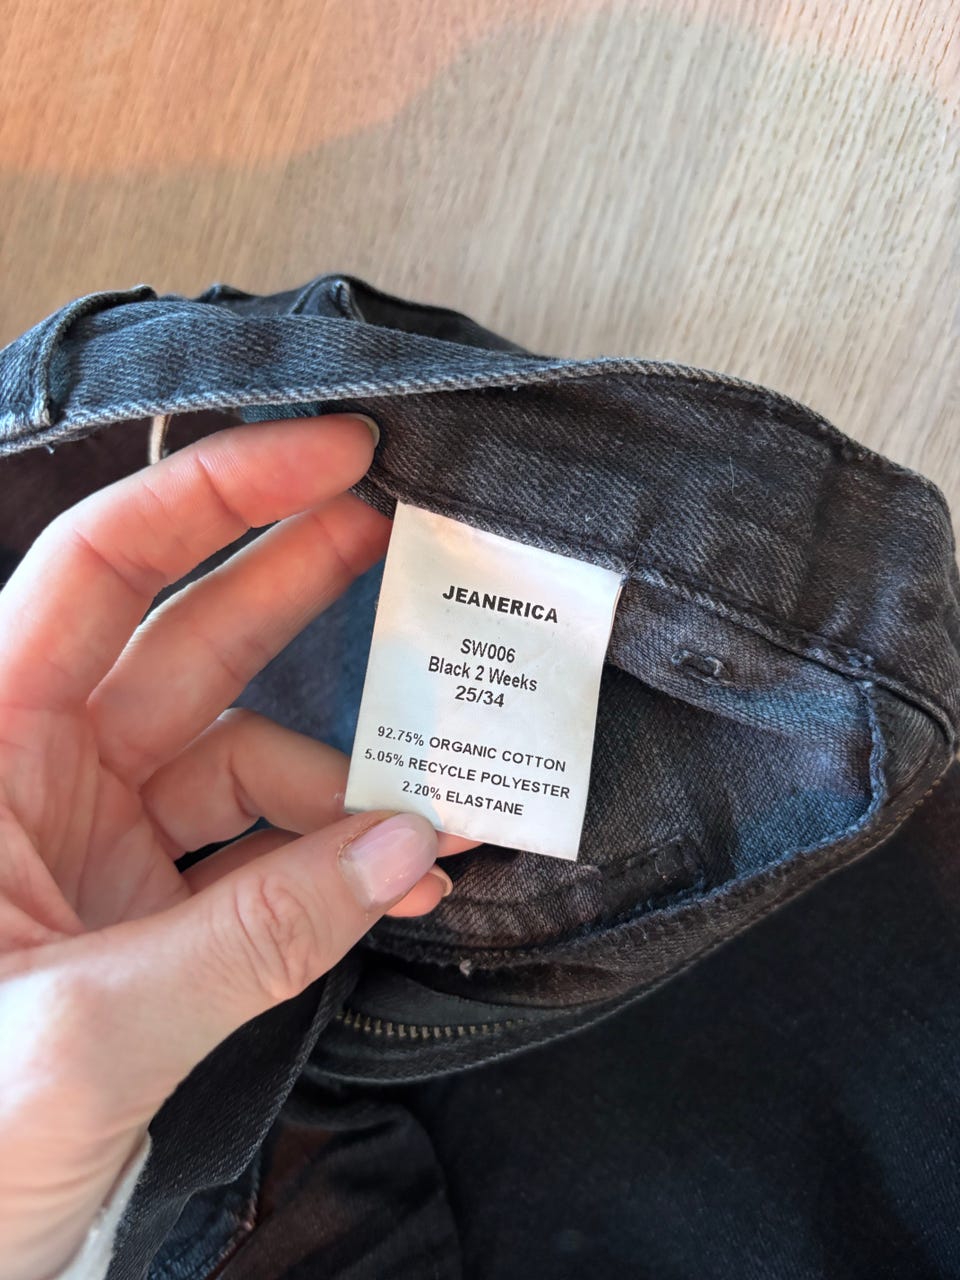 JEANERICA
SW006
Black 2 Weeks
25/34
92.75% ORGANIC COTTON
5.05% RECYCLE POLYESTER
2.20% ELASTANE